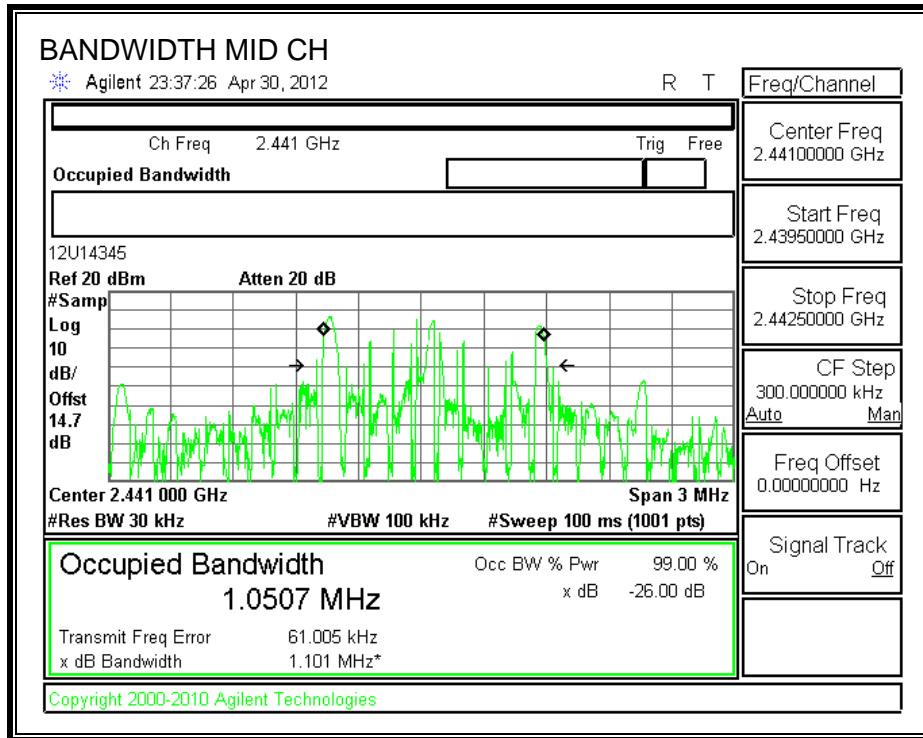 BANDWIDTH MID CH
Agilent 23:37:26 Apr 30, 2012 R T
Freq/Channel
Ch Freq 2.441 GHz Trig Free
Occupied Bandwidth
Center Freq
2.44100000 GHz
Start Freq
2.43950000 GHz
12U14345
Ref 20 dBm Atten 20 dB
#Samp
Log
10
dB/
Offst
14.7
dB
Stop Freq
2.44250000 GHz
CF Step
300.000000 kHz
Auto Man
Freq Offset
0.00000000 Hz
Center 2.441 000 GHz Span 3 MHz
#Res BW 30 kHz #VBW 100 kHz #Sweep 100 ms (1001 pts)
Signal Track
On Off
Occupied Bandwidth
1.0507 MHz
Occ BW % Pwr 99.00 %
x dB -26.00 dB
Transmit Freq Error 61.005 kHz
x dB Bandwidth 1.101 MHz*
Copyright 2000-2010 Agilent Technologies